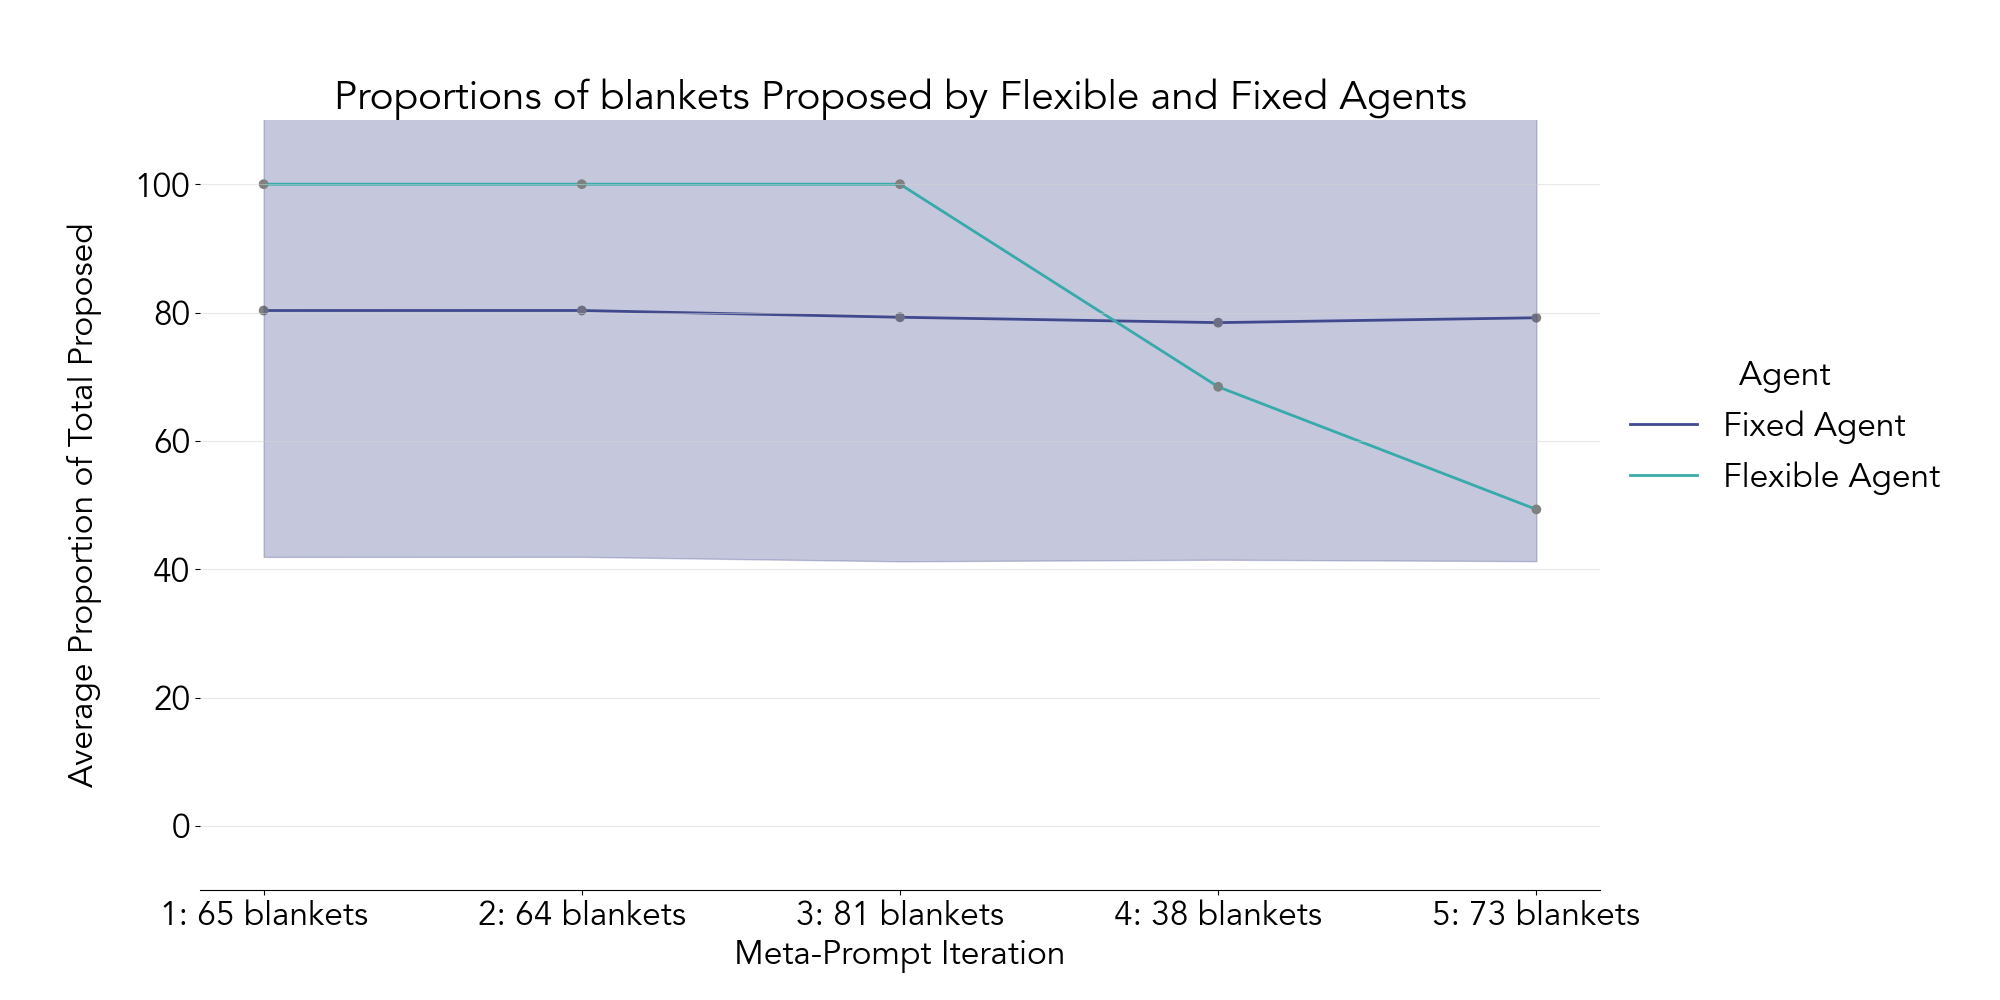 Proportions of blankets Proposed by Flexible and Fixed Agents
Average Proportion of Total Proposed
100
80
60
40
20
0
1: 65 blankets
2: 64 blankets
3: 81 blankets
4: 38 blankets
5: 73 blankets
Meta-Prompt Iteration
Agent
Fixed Agent
Flexible Agent